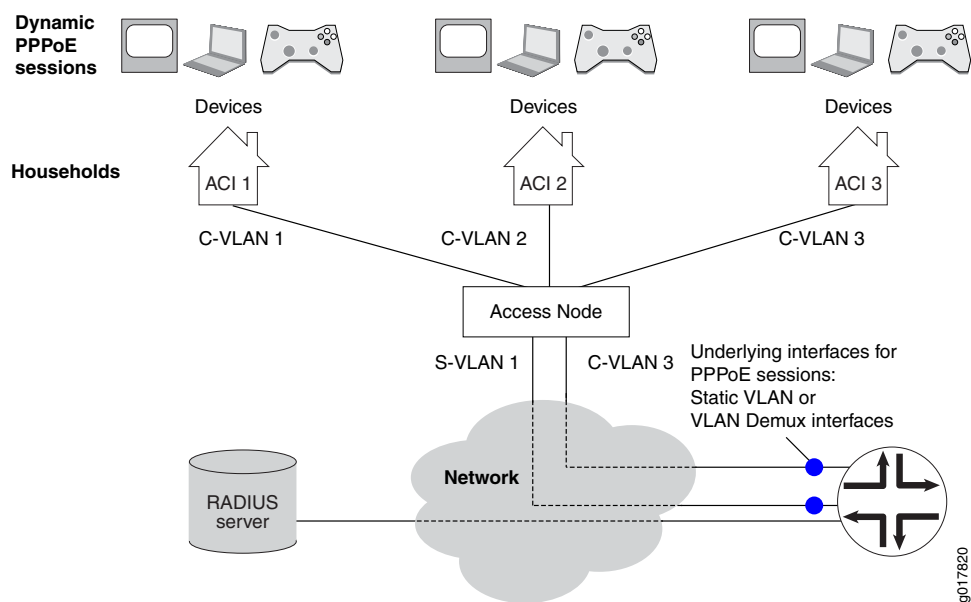 Dynamic
PPPoE
sessions
Devices
Devices
Devices
Households
ACI 1
ACI 2
ACI 3
C-VLAN 1
C-VLAN 2
C-VLAN 3
Access Node
S-VLAN 1
C-VLAN 3
Underlying interfaces for
PPPoE sessions:
Static VLAN or
VLAN Demux interfaces
Network
RADIUS
server
g017820